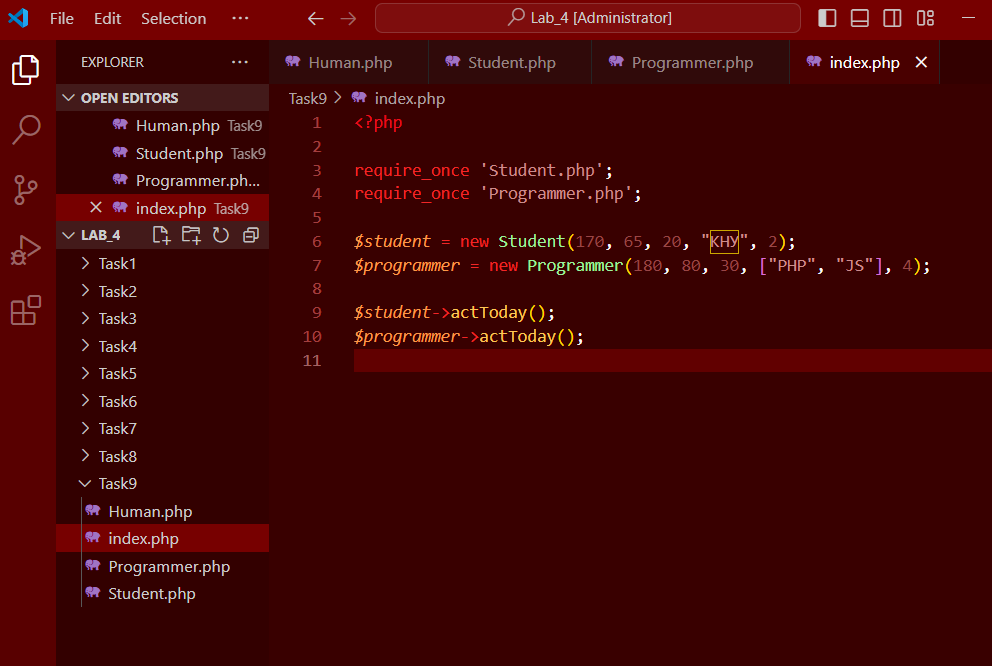 File Edit Selection ··· Lab_4 [Administrator]
EXPLORER ···
OPEN EDITORS
Human.php Task9
Student.php Task9
Programmer.ph...
index.php Task9
LAB_4
Task1
Task2
Task3
Task4
Task5
Task6
Task7
Task8
Task9
Human.php
index.php
Programmer.php
Student.php
Human.php Student.php Programmer.php index.php
Task9 > index.php
1 <?php
2
3 require_once 'Student.php';
4 require_once 'Programmer.php';
5
6 $student = new Student(170, 65, 20, "КНУ", 2);
7 $programmer = new Programmer(180, 80, 30, ["PHP", "JS"], 4);
8
9 $student->actToday();
10 $programmer->actToday();
11